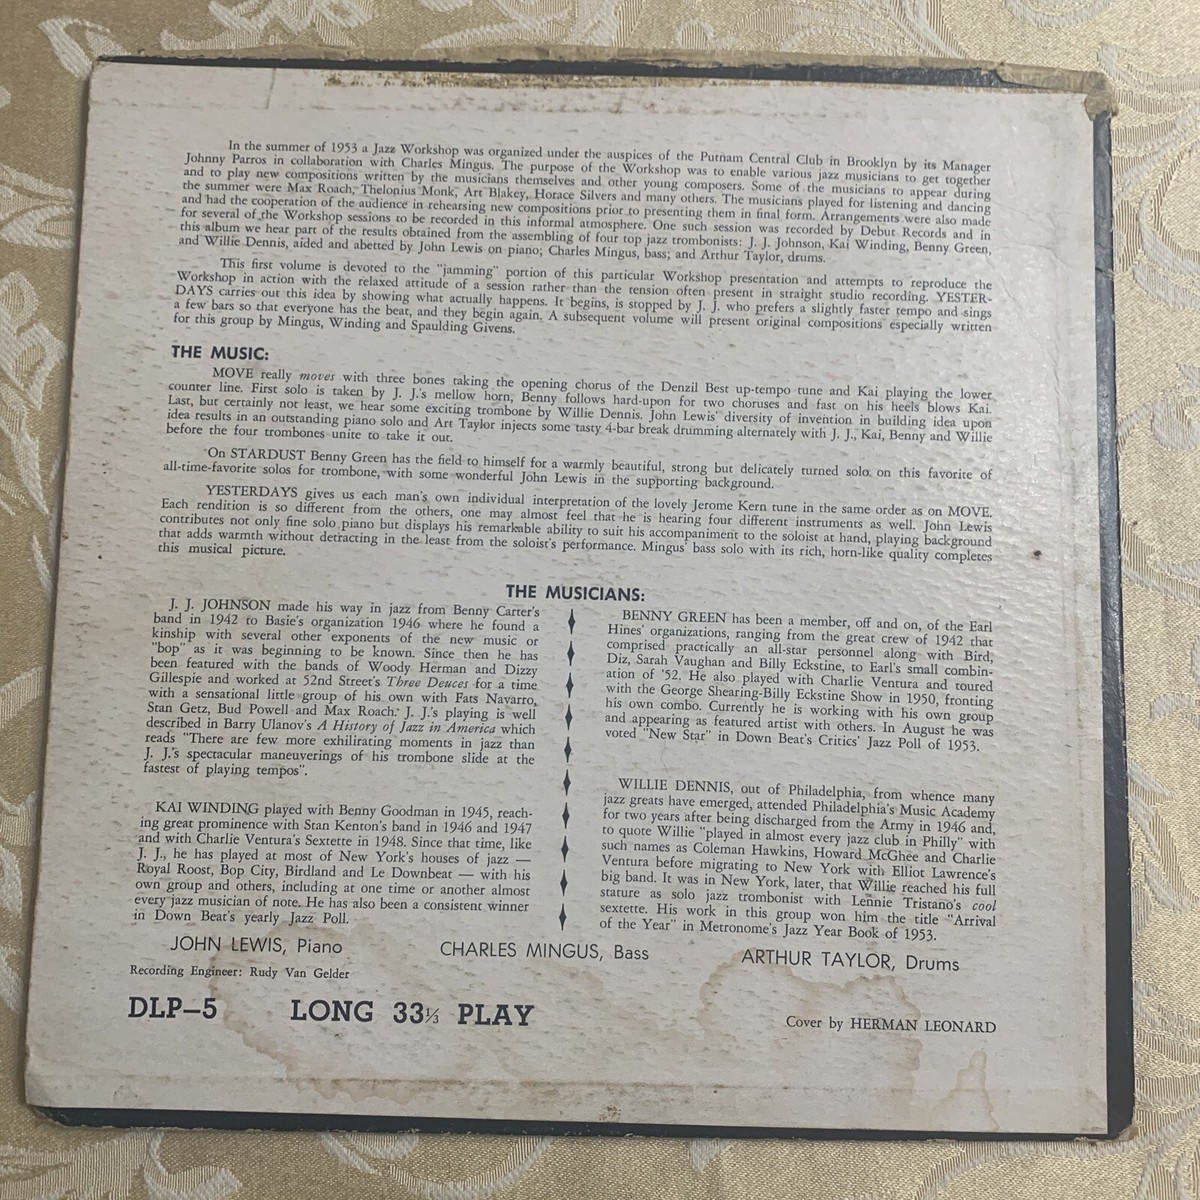 In the summer of 1953 a Jazz Workshop was organized under the auspices of the Putnam Central Club in Brooklyn by its Manager
Johnny Parros in collaboration with Charles Mingus. The purpose of the Workshop was to enable various jazz musicians to get together
and to play new compositions written by the musicians themselves and other young composers. Some of the musicians to appear during
the summer were Max Roach, Thelonius Monk, Art Blakey, Horace Silvers and many others. The musicians played for listening and dancing
and had the cooperation of the audience in rehearsing new compositions prior to presenting them in final form. Arrangements were also made
for several of the Workshop sessions to be recorded in this informal atmosphere. One such session was recorded by Debut Records and in
this album we hear part of the results obtained from the assembling of four top jazz trombonists: J. J. Johnson, Kai Winding, Benny Green,
and Willie Dennis, aided and abetted by John Lewis on piano; Charles Mingus, bass; and Arthur Taylor, drums.
This first volume is devoted to the "jamming" portion of this particular Workshop presentation and attempts to reproduce the
Workshop in action with the relaxed attitude of a session rather than the tension often present in straight studio recording. YESTER-
DAYS carries out this idea by showing what actually happens. It begins, is stopped by J. J. who prefers a slightly faster tempo and sings
a few bars so that everyone has the beat, and they begin again. A subsequent volume will present original compositions especially written
for this group by Mingus, Winding and Spaulding Givens.
THE MUSIC:
MOVE really moves with three bones taking the opening chorus of the Denzil Best up-tempo tune and Kai playing the lower
counter line. First solo is taken by J. J.'s mellow horn, Benny follows hard-upon for two choruses and fast on his heels blows Kai.
Last, but certainly not least, we hear some exciting trombone by Willie Dennis. John Lewis' diversity of invention in building idea upon
idea results in an outstanding piano solo and Art Taylor injects some tasty 4-bar break drumming alternately with J. J., Kai, Benny and Willie
before the four trombones unite to take it out.
On STARDUST Benny Green has the field to himself for a warmly beautiful, strong but delicately turned solo on this favorite of
all-time-favorite solos for trombone, with some wonderful John Lewis in the supporting background.
YESTERDAYS gives us each man's own individual interpretation of the lovely Jerome Kern tune in the same order as on MOVE.
Each rendition is so different from the others, one may almost feel that he is hearing four different instruments as well. John Lewis
contributes not only fine solo piano but displays his remarkable ability to suit his accompaniment to the soloist at hand, playing background
that adds warmth without detracting in the least from the soloist's performance. Mingus' bass solo with its rich, horn-like quality completes
this musical picture.
THE MUSICIANS:
J. J. JOHNSON made his way in jazz from Benny Carter's
band in 1942 to Basie's organization 1946 where he found a
kinship with several other exponents of the new music or
"bop" as it was beginning to be known. Since then he has
been featured with the bands of Woody Herman and Dizzy
Gillespie and worked at 52nd Street's Three Deuces for a time
with a sensational little group of his own with Fats Navarro,
Stan Getz, Bud Powell and Max Roach. J. J.'s playing is well
described in Barry Ulanov's A History of Jazz in America which
reads "There are few more exhilirating moments in jazz than
J. J.'s spectacular maneuverings of his trombone slide at the
fastest of playing tempos".
KAI WINDING played with Benny Goodman in 1945, reach-
ing great prominence with Stan Kenton's band in 1946 and 1947
and with Charlie Ventura's Sextette in 1948. Since that time, like
J. J., he has played at most of New York's houses of jazz —
Royal Roost, Bop City, Birdland and Le Downbeat — with his
own group and others, including at one time or another almost
every jazz musician of note. He has also been a consistent winner
in Down Beat's yearly Jazz Poll.
BENNY GREEN has been a member, off and on, of the Earl
Hines' organizations, ranging from the great crew of 1942 that
comprised practically an all-star personnel along with Bird,
Diz, Sarah Vaughan and Billy Eckstine, to Earl's small combin-
ation of '52. He also played with Charlie Ventura and toured
with the George Shearing-Billy Eckstine Show in 1950, fronting
his own combo. Currently he is working with his own group
and appearing as featured artist with others. In August he was
voted "New Star" in Down Beat's Critics' Jazz Poll of 1953.
WILLIE DENNIS, out of Philadelphia, from whence many
jazz greats have emerged, attended Philadelphia's Music Academy
for two years after being discharged from the Army in 1946 and,
to quote Willie "played in almost every jazz club in Philly" with
such names as Coleman Hawkins, Howard McGhee and Charlie
Ventura before migrating to New York with Elliot Lawrence's
big band. It was in New York, later, that Willie reached his full
stature as solo jazz trombonist with Lennie Tristano's cool
sextette. His work in this group won him the title "Arrival
of the Year" in Metronome's Jazz Year Book of 1953.
JOHN LEWIS, Piano CHARLES MINGUS, Bass ARTHUR TAYLOR, Drums
Recording Engineer: Rudy Van Gelder
DLP–5 LONG 33⅓ PLAY
Cover by HERMAN LEONARD